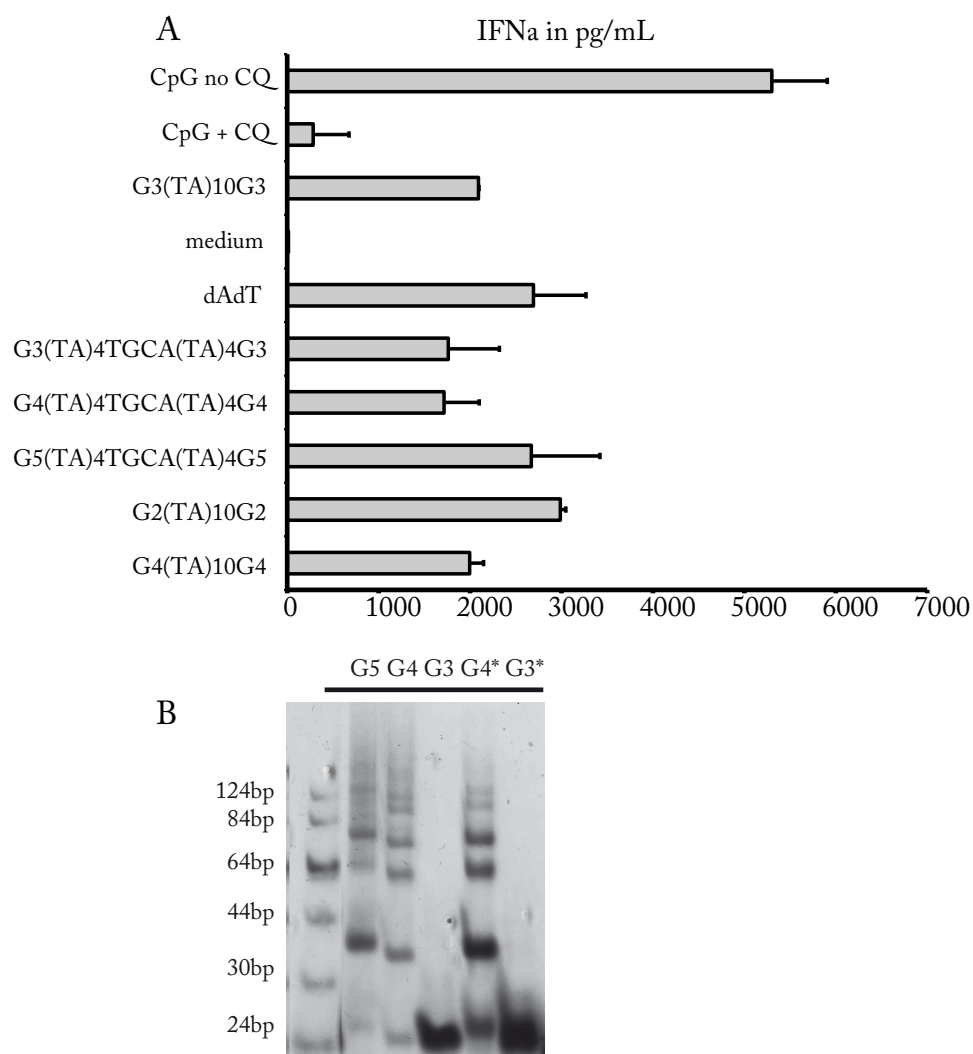 A
IFNa in pg/mL
CpG no CQ
CpG + CQ
G3(TA)10G3
medium
dAdT
G3(TA)4TGCA(TA)4G3
G4(TA)4TGCA(TA)4G4
G5(TA)4TGCA(TA)4G5
G2(TA)10G2
G4(TA)10G4
0 1000 2000 3000 4000 5000 6000 7000
G5 G4 G3 G4* G3*
B
124bp
84bp
64bp
44bp
30bp
24bp